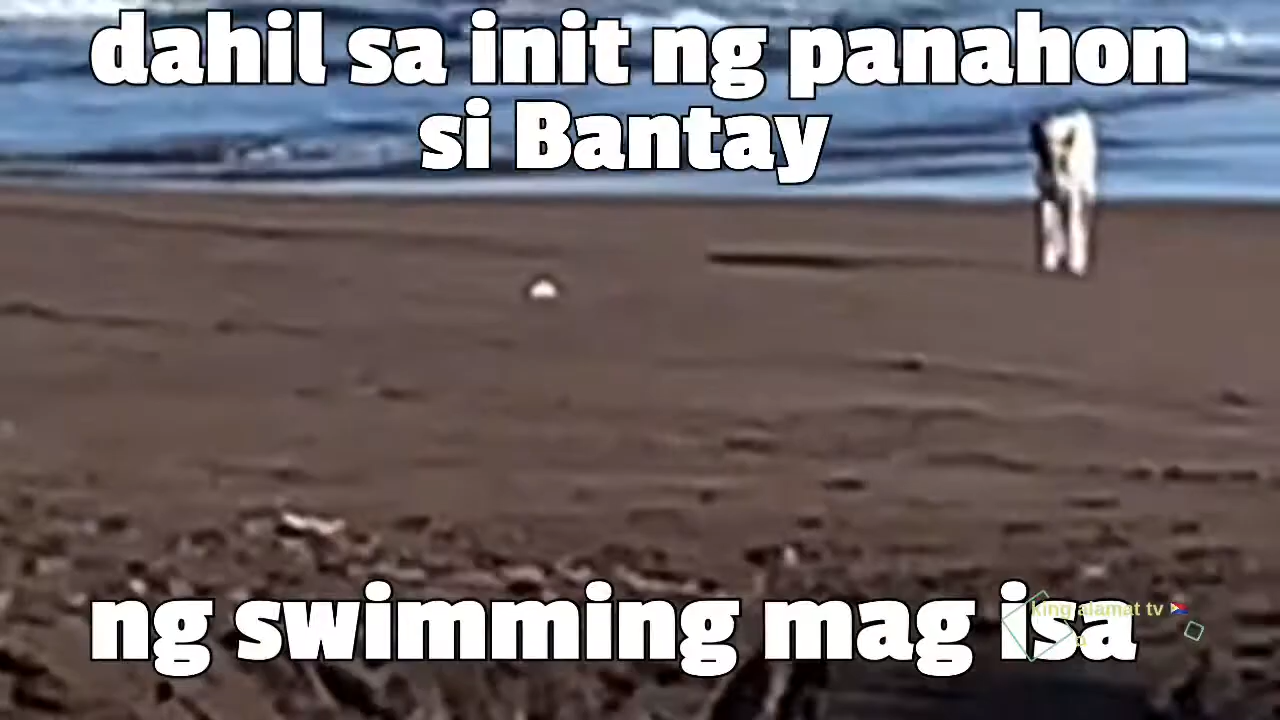 dahil sa init ng panahon
si Bantay
ng swimming mag isa
king alamat tv